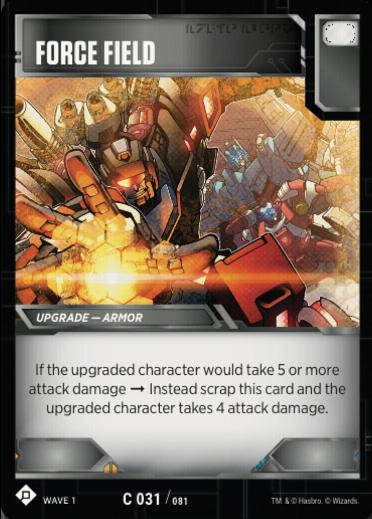 FORCE FIELD
UPGRADE — ARMOR
If the upgraded character would take 5 or more
attack damage → Instead scrap this card and the
upgraded character takes 4 attack damage.
WAVE 1 C 031 / 081 TM & © Hasbro. © Wizards.